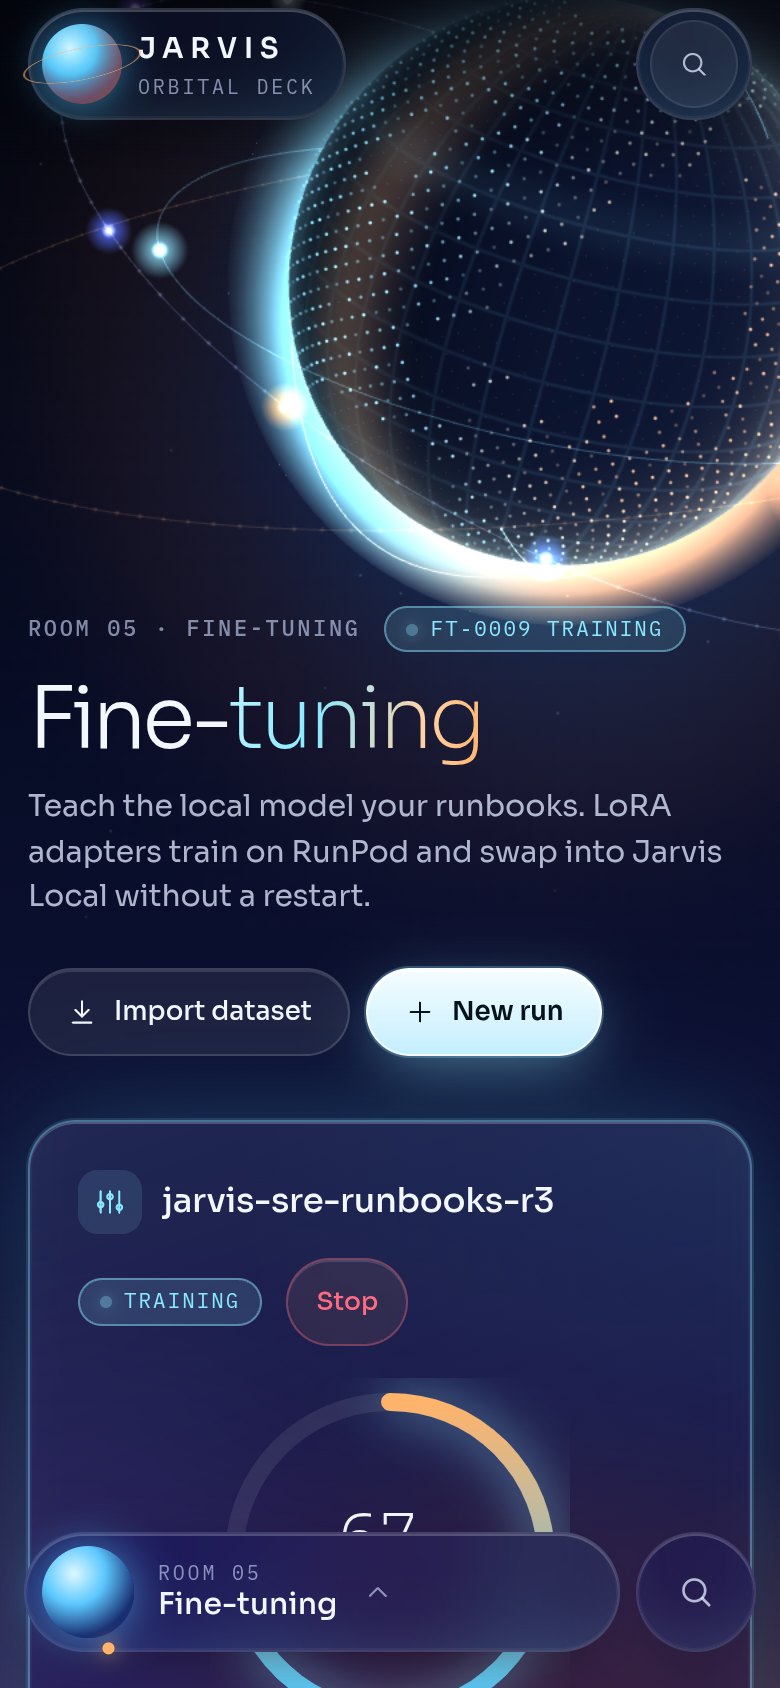 JARVIS
ORBITAL DECK
ROOM 05 · FINE-TUNING
FT-0009 TRAINING
Fine-tuning
Teach the local model your runbooks. LoRA
adapters train on RunPod and swap into Jarvis
Local without a restart.
Import dataset
New run
jarvis-sre-runbooks-r3
TRAINING
Stop
67
ROOM 05
Fine-tuning